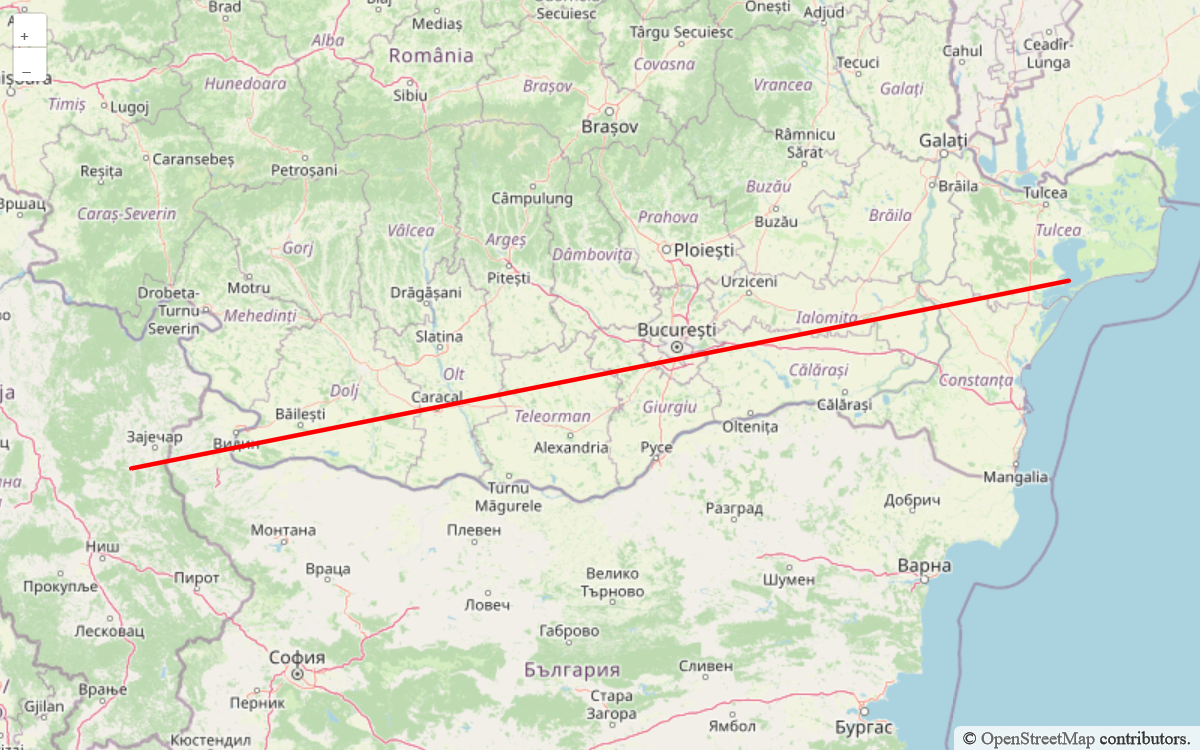 Brad
Mediaș
Secuiesc
Onești
Adjud
+
−
Alba
România
Târgu Secuiesc
Covasna
Cahul
Ceadîr-
Lunga
Tecuci
Hunedoara
Sibiu
Brașov
Vrancea
Galați
Timiș
Lugoj
Brașov
Râmnicu
Sărat
Galați
Caransebeș
Petroșani
Reșița
Câmpulung
Buzău
Brăila
Tulcea
Вршац
Caraș-Severin
Vâlcea
Prahova
Buzău
Brăila
Tulcea
Gorj
Argeș
Dâmbovița
Ploiești
Pitești
Motru
Drăgășani
Urziceni
Drobeta-
Turnu
Severin
Mehedinți
Ialomița
Slatina
București
Olt
Călărași
Constanța
Dolj
Caracal
Băilești
Teleorman
Giurgiu
Călărași
Oltenița
Зајечар
Видин
Alexandria
Русе
Mangalia
Turnu
Măgurele
Разград
Добрич
Монтана
Плевен
Ниш
Варна
Враца
Велико
Търново
Шумен
Прокупље
Пирот
Ловеч
Лесковац
Габрово
София
България
Сливен
Врање
Gjilan
Перник
Стара
Загора
Ямбол
Бургас
Кюстендил
© OpenStreetMap contributors.